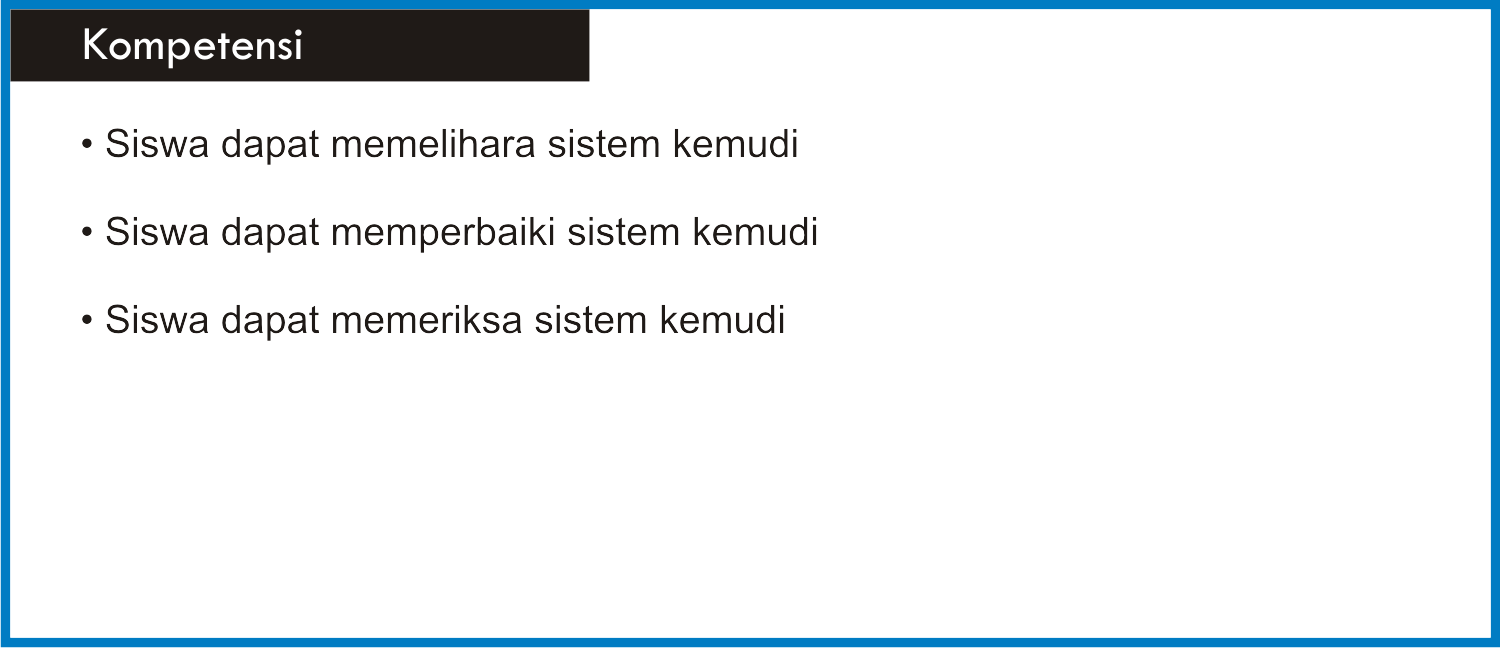 Kompetensi
• Siswa dapat memelihara sistem kemudi
• Siswa dapat memperbaiki sistem kemudi
• Siswa dapat memeriksa sistem kemudi